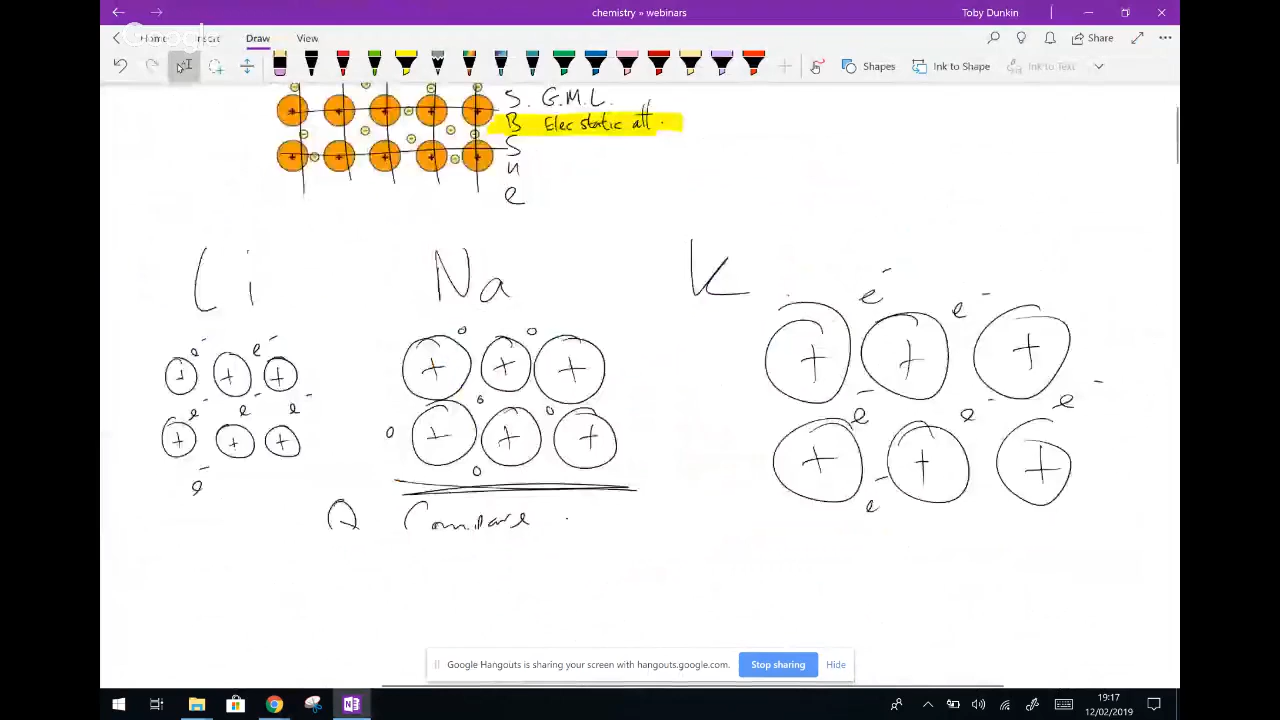 chemistry » webinars
Toby Dunkin
Google
Home Insert Draw View
Share
Shapes
Ink to Shape
Ink to Text
S. G.M.L.
B Elec static att.
S
N
e
Li Na K
e⁻ e⁻
e⁻ e⁻
+ + +
+ + +
+ + +
e⁻ e⁻ e⁻
e⁻ e⁻ e⁻
+ + +
+ + +
+ + +
e⁻
e⁻
Q Compare
Google Hangouts is sharing your screen with hangouts.google.com.
Stop sharing
Hide
19:17
12/02/2019